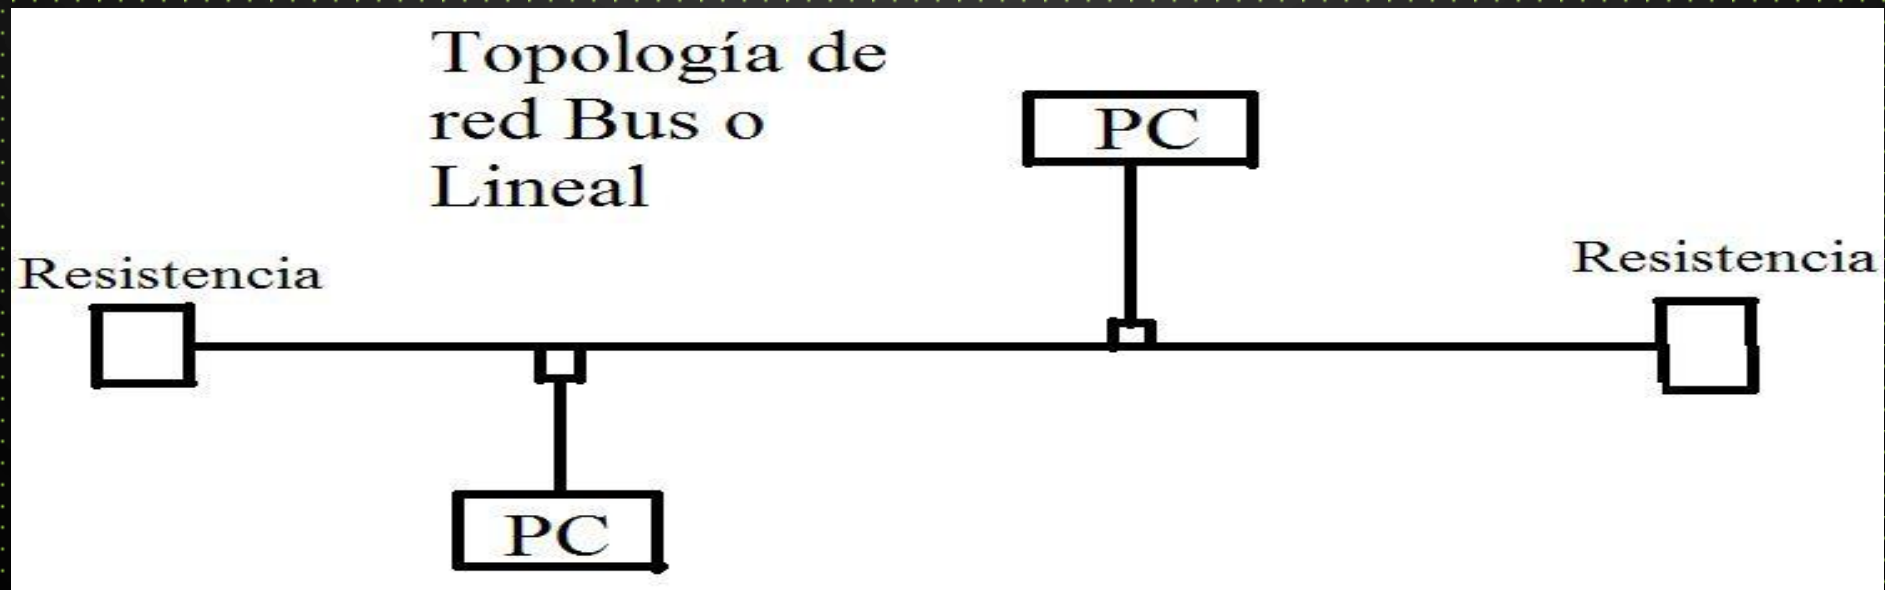 Topología de
red Bus o
Lineal
PC
Resistencia
Resistencia
PC